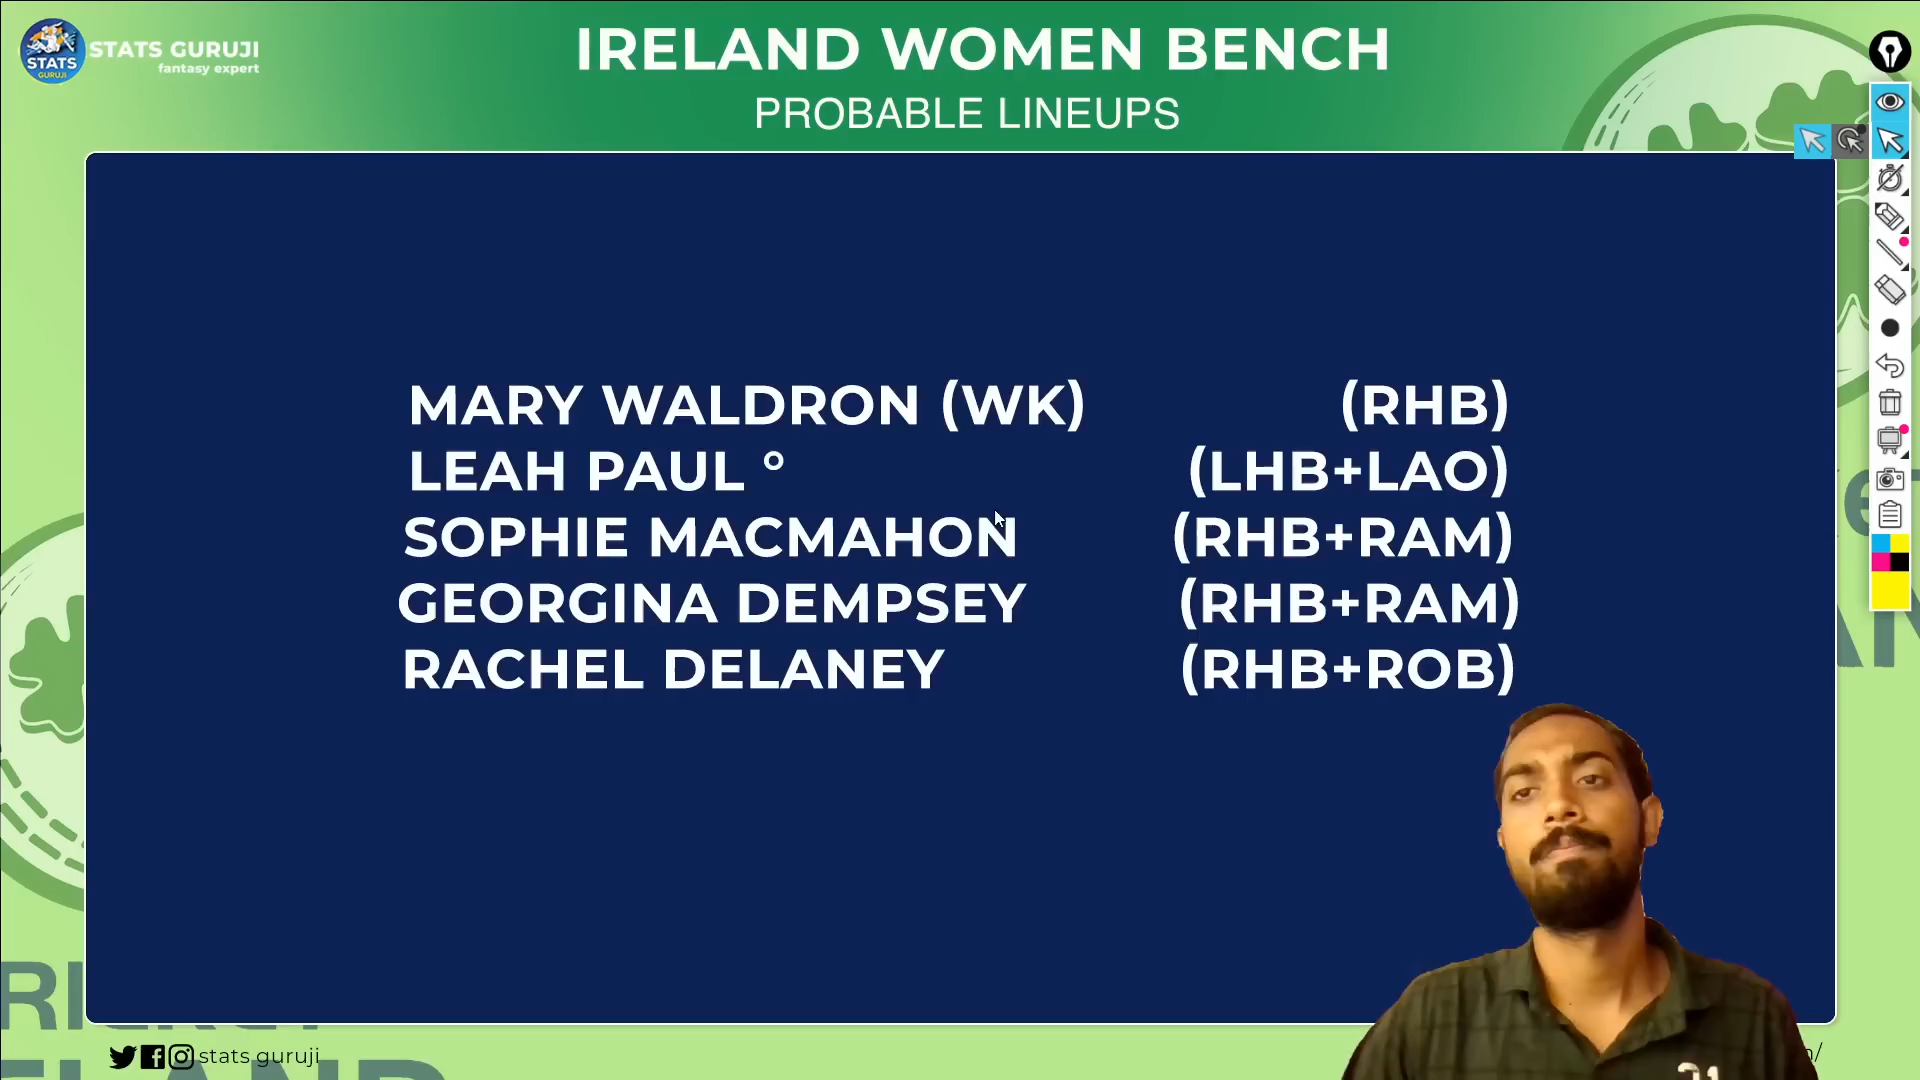 STATS GURUJI
fantasy expert
STATS
GURUJI
IRELAND WOMEN BENCH
PROBABLE LINEUPS
MARY WALDRON (WK) (RHB)
LEAH PAUL ° (LHB+LAO)
SOPHIE MACMAHON (RHB+RAM)
GEORGINA DEMPSEY (RHB+RAM)
RACHEL DELANEY (RHB+ROB)
stats guruji